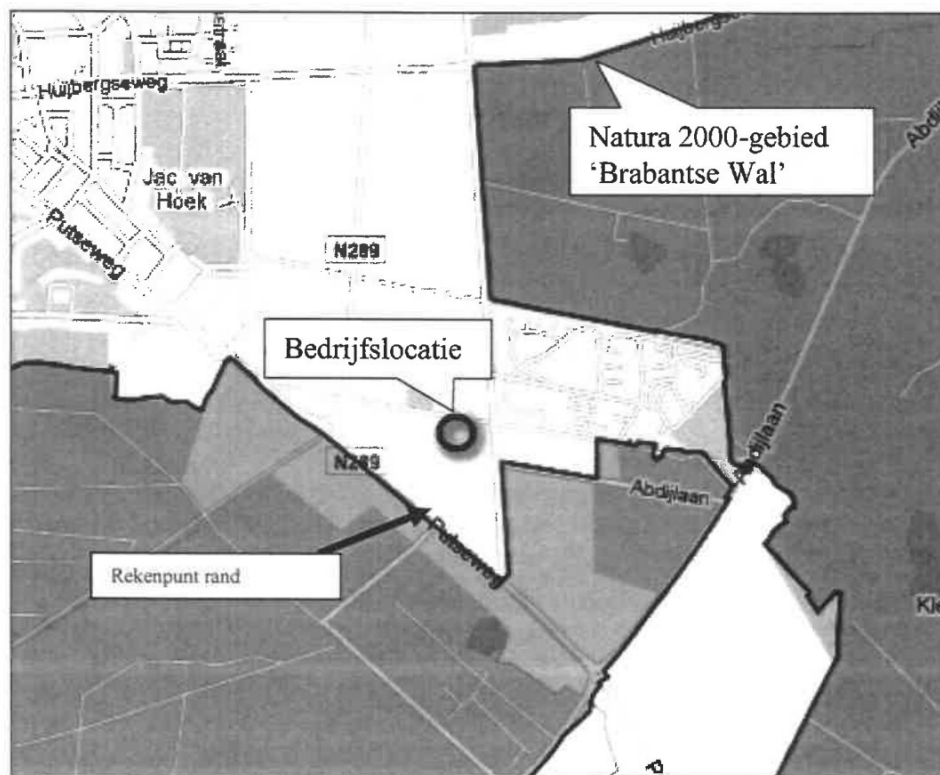 Huijbergseweg
Natura 2000-gebied
‘Brabantse Wal’
Jac van
Hoek
Putseweg
N289
Bedrijfslocatie
N289
Abdijlaan
Abdijlaan
Putseweg
Rekenpunt rand